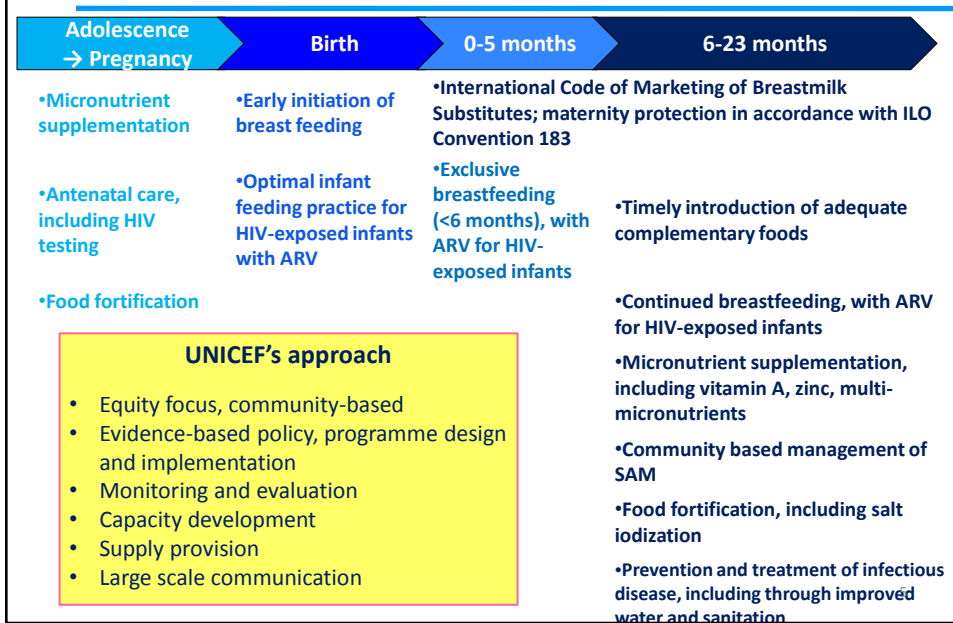 Adolescence
→ Pregnancy
Birth
0-5 months
6-23 months
•Micronutrient
supplementation
•Antenatal care,
including HIV
testing
•Food fortification
•Early initiation of
breast feeding
•Optimal infant
feeding practice for
HIV-exposed infants
with ARV
•International Code of Marketing of Breastmilk
Substitutes; maternity protection in accordance with ILO
Convention 183
•Exclusive
breastfeeding
(<6 months), with
ARV for HIV-
exposed infants
•Timely introduction of adequate
complementary foods
•Continued breastfeeding, with ARV
for HIV-exposed infants
•Micronutrient supplementation,
including vitamin A, zinc, multi-
micronutrients
•Community based management of
SAM
•Food fortification, including salt
iodization
•Prevention and treatment of infectious
disease, including through improved
water and sanitation
UNICEF's approach
• Equity focus, community-based
• Evidence-based policy, programme design
and implementation
• Monitoring and evaluation
• Capacity development
• Supply provision
• Large scale communication
5